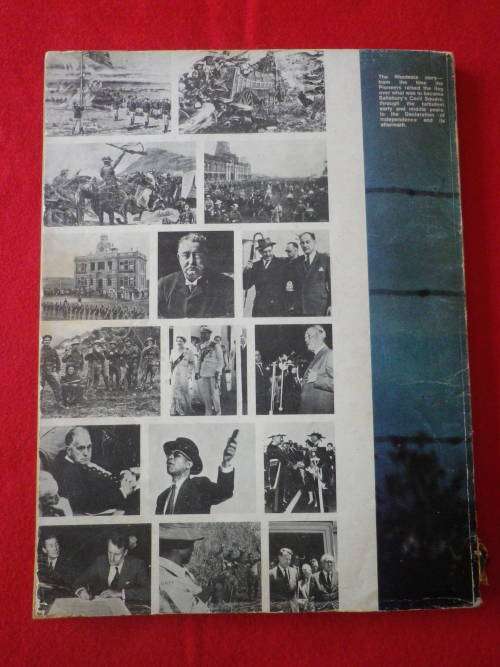 The Rhodesia story—
from the time the
Pioneers raised the flag
over what was to become
Salisbury's Cecil Square,
through the turbulent
early and middle years
to the Declaration of
Independence and its
aftermath.